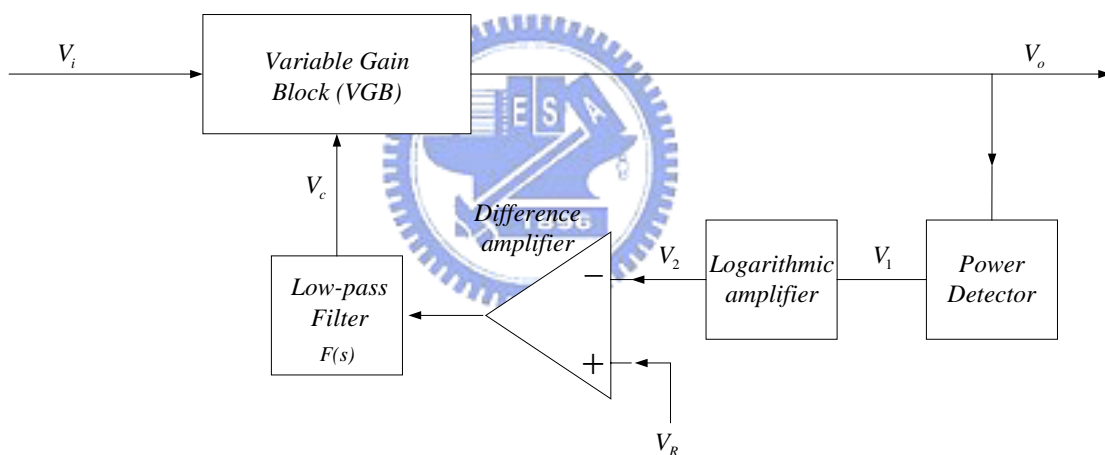 V_i
Variable Gain
Block (VGB)
V_o
E S A
V_c
1896
Difference
amplifier
−
V_2
Logarithmic
amplifier
V_1
Power
Detector
Low-pass
Filter
F(s)
+
V_R